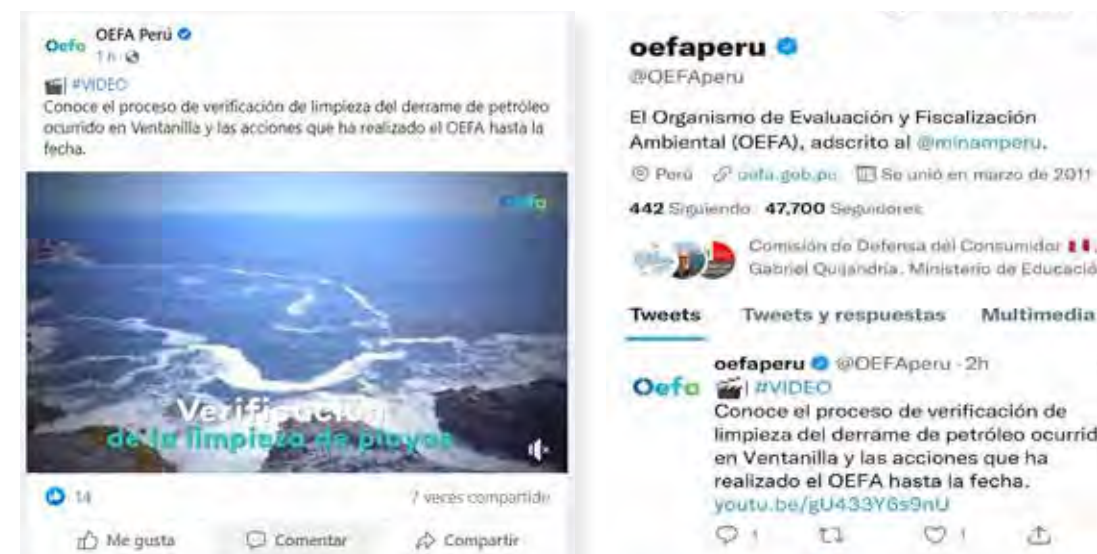 Oefa OEFA Perú
1 h
| #VIDEO
Conoce el proceso de verificación de limpieza del derrame de petróleo
ocurrido en Ventanilla y las acciones que ha realizado el OEFA hasta la
fecha.
Oefa
Verificación
de la limpieza de playas
14
7 veces compartido
Me gusta
Comentar
Compartir
oefaperu
@OEFAperu
El Organismo de Evaluación y Fiscalización
Ambiental (OEFA), adscrito al @minamperu.
Perú oefa.gob.pe Se unió en marzo de 2011
442 Siguiendo 47,700 Seguidores
Comisión de Defensa del Consumidor
Gabriel Quijandría. Ministerio de Educació
Tweets Tweets y respuestas Multimedia
oefaperu @OEFAperu · 2h
Oefa | #VIDEO
Conoce el proceso de verificación de
limpieza del derrame de petróleo ocurrid
en Ventanilla y las acciones que ha
realizado el OEFA hasta la fecha.
youtu.be/gU433Y6s9nU
1 1